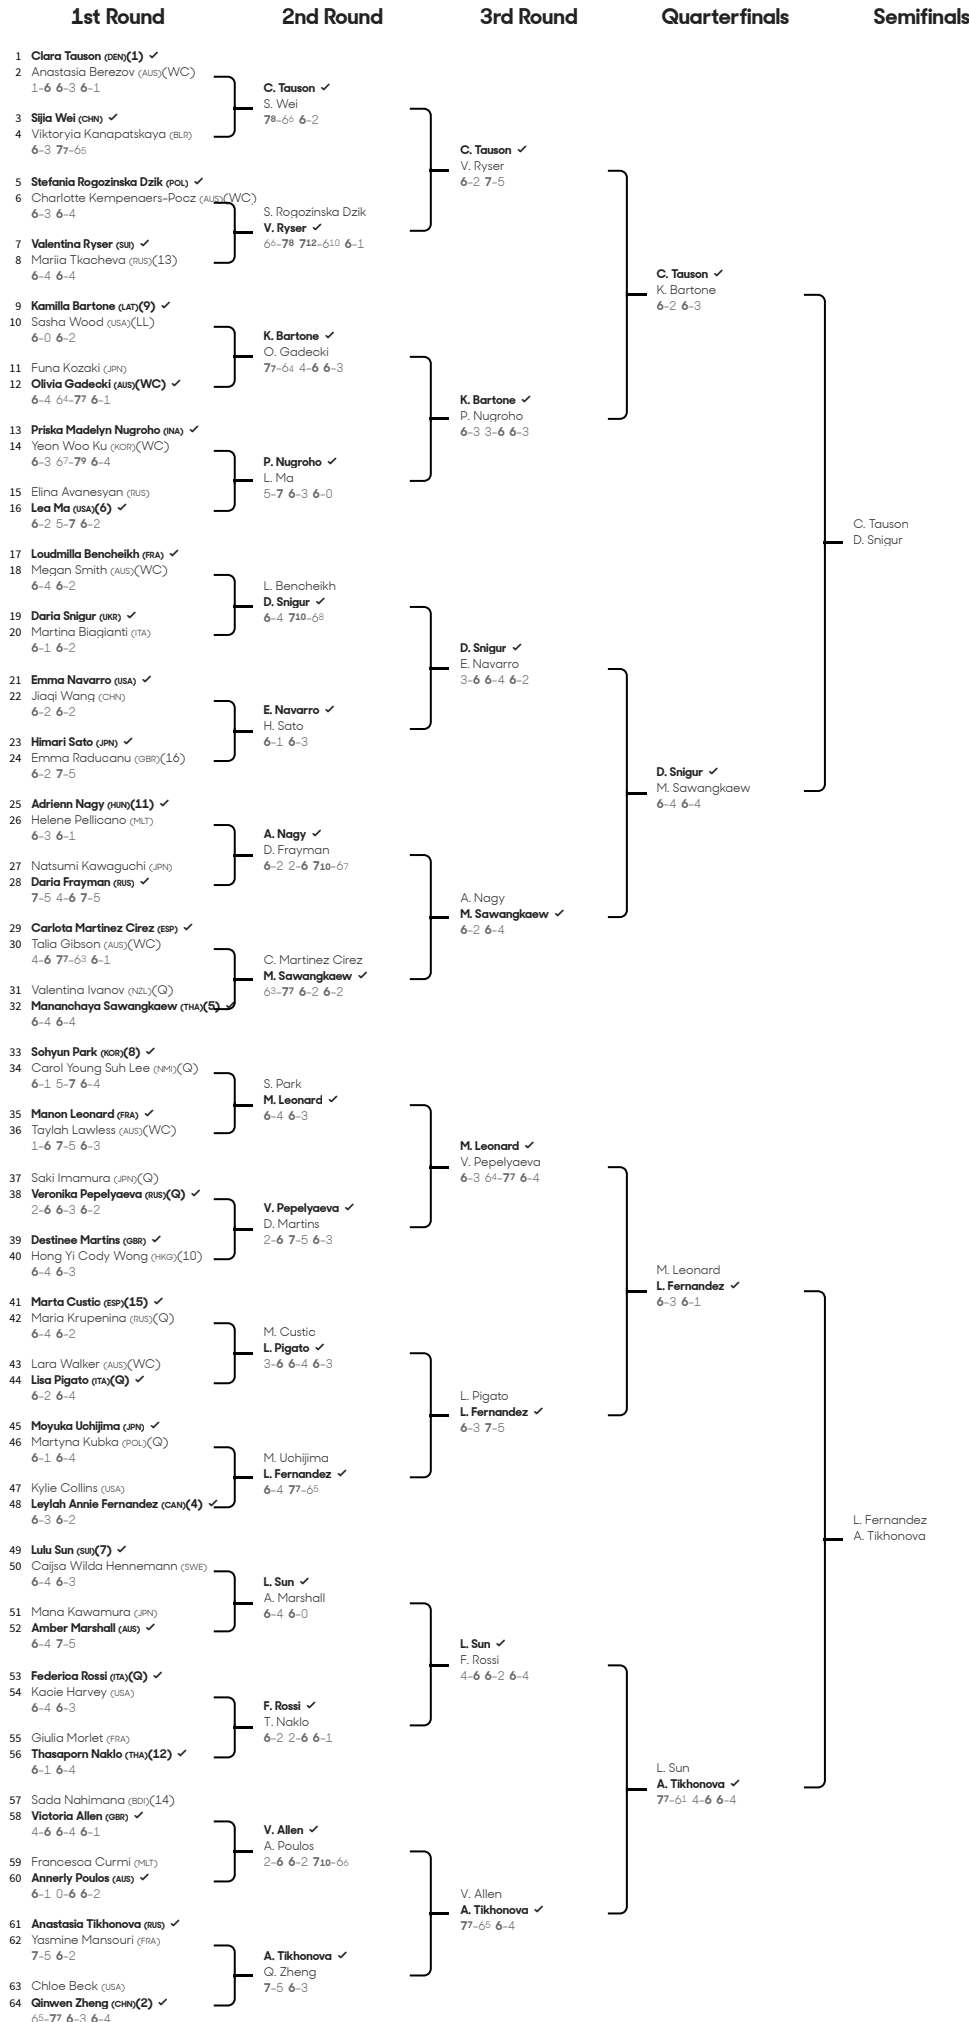 1st Round
2nd Round
3rd Round
Quarterfinals
Semifinals
1 Clara Tauson (DEN)(1) ✓
2 Anastasia Berezov (AUS)(WC)
1-6 6-3 6-1
3 Sijia Wei (CHN) ✓
4 Viktoryia Kanapatskaya (BLR)
6-3 77-65
5 Stefania Rogozinska Dzik (POL) ✓
6 Charlotte Kempenaers-Pocz (AUS)(WC)
6-3 6-4
7 Valentina Ryser (SUI) ✓
8 Mariia Tkacheva (RUS)(13)
6-4 6-4
9 Kamilla Bartone (LAT)(9) ✓
10 Sasha Wood (USA)(LL)
6-0 6-2
11 Funa Kozaki (JPN)
12 Olivia Gadecki (AUS)(WC) ✓
6-4 64-77 6-1
13 Priska Madelyn Nugroho (INA) ✓
14 Yeon Woo Ku (KOR)(WC)
6-3 67-79 6-4
15 Elina Avanesyan (RUS)
16 Lea Ma (USA)(6) ✓
6-2 5-7 6-2
17 Loudmilla Bencheikh (FRA) ✓
18 Megan Smith (AUS)(WC)
6-4 6-2
19 Daria Snigur (UKR) ✓
20 Martina Biagianti (ITA)
6-1 6-2
21 Emma Navarro (USA) ✓
22 Jiaqi Wang (CHN)
6-2 6-2
23 Himari Sato (JPN) ✓
24 Emma Raducanu (GBR)(16)
6-2 7-5
25 Adrienn Nagy (HUN)(11) ✓
26 Helene Pellicano (MLT)
6-3 6-1
27 Natsumi Kawaguchi (JPN)
28 Daria Frayman (RUS) ✓
7-5 4-6 7-5
29 Carlota Martinez Cirez (ESP) ✓
30 Talia Gibson (AUS)(WC)
4-6 77-63 6-1
31 Valentina Ivanov (NZL)(Q)
32 Mananchaya Sawangkaew (THA)(5) ✓
6-4 6-4
33 Sohyun Park (KOR)(8) ✓
34 Carol Young Suh Lee (NMI)(Q)
6-1 5-7 6-4
35 Manon Leonard (FRA) ✓
36 Taylah Lawless (AUS)(WC)
1-6 7-5 6-3
37 Saki Imamura (JPN)(Q)
38 Veronika Pepelyaeva (RUS)(Q) ✓
2-6 6-3 6-2
39 Destinee Martins (GBR) ✓
40 Hong Yi Cody Wong (HKG)(10)
6-4 6-3
41 Marta Custic (ESP)(15) ✓
42 Maria Krupenina (RUS)(Q)
6-4 6-2
43 Lara Walker (AUS)(WC)
44 Lisa Pigato (ITA)(Q) ✓
6-2 6-4
45 Moyuka Uchijima (JPN) ✓
46 Martyna Kubka (POL)(Q)
6-1 6-4
47 Kylie Collins (USA)
48 Leylah Annie Fernandez (CAN)(4) ✓
6-3 6-2
49 Lulu Sun (SUI)(7) ✓
50 Caijsa Wilda Hennemann (SWE)
6-4 6-3
51 Mana Kawamura (JPN)
52 Amber Marshall (AUS) ✓
6-4 7-5
53 Federica Rossi (ITA)(Q) ✓
54 Kacie Harvey (USA)
6-4 6-3
55 Giulia Morlet (FRA)
56 Thasaporn Naklo (THA)(12) ✓
6-1 6-4
57 Sada Nahimana (BDI)(14)
58 Victoria Allen (GBR) ✓
4-6 6-4 6-1
59 Francesca Curmi (MLT)
60 Annerly Poulos (AUS) ✓
6-1 0-6 6-2
61 Anastasia Tikhonova (RUS) ✓
62 Yasmine Mansouri (FRA)
7-5 6-2
63 Chloe Beck (USA)
64 Qinwen Zheng (CHN)(2) ✓
65-77 6-3 6-4
C. Tauson ✓
S. Wei
78-66 6-2
S. Rogozinska Dzik
V. Ryser ✓
66-78 712-610 6-1
K. Bartone ✓
O. Gadecki
77-64 4-6 6-3
P. Nugroho ✓
L. Ma
5-7 6-3 6-0
L. Bencheikh
D. Snigur ✓
6-4 710-68
E. Navarro ✓
H. Sato
6-1 6-3
A. Nagy ✓
D. Frayman
6-2 2-6 710-67
C. Martinez Cirez
M. Sawangkaew ✓
63-77 6-2 6-2
S. Park
M. Leonard ✓
6-4 6-3
V. Pepelyaeva ✓
D. Martins
2-6 7-5 6-3
M. Custic
L. Pigato ✓
3-6 6-4 6-3
M. Uchijima
L. Fernandez ✓
6-4 77-65
L. Sun ✓
A. Marshall
6-4 6-0
F. Rossi ✓
T. Naklo
6-2 2-6 6-1
V. Allen ✓
A. Poulos
2-6 6-2 710-66
A. Tikhonova ✓
Q. Zheng
7-5 6-3
C. Tauson ✓
V. Ryser
6-2 7-5
K. Bartone ✓
P. Nugroho
6-3 3-6 6-3
D. Snigur ✓
E. Navarro
3-6 6-4 6-2
A. Nagy
M. Sawangkaew ✓
6-2 6-4
M. Leonard ✓
V. Pepelyaeva
6-3 64-77 6-4
L. Pigato
L. Fernandez ✓
6-3 7-5
L. Sun ✓
F. Rossi
4-6 6-2 6-4
V. Allen
A. Tikhonova ✓
77-65 6-4
C. Tauson ✓
K. Bartone
6-2 6-3
D. Snigur ✓
M. Sawangkaew
6-4 6-4
M. Leonard
L. Fernandez ✓
6-3 6-1
L. Sun
A. Tikhonova ✓
77-61 4-6 6-4
C. Tauson
D. Snigur
L. Fernandez
A. Tikhonova